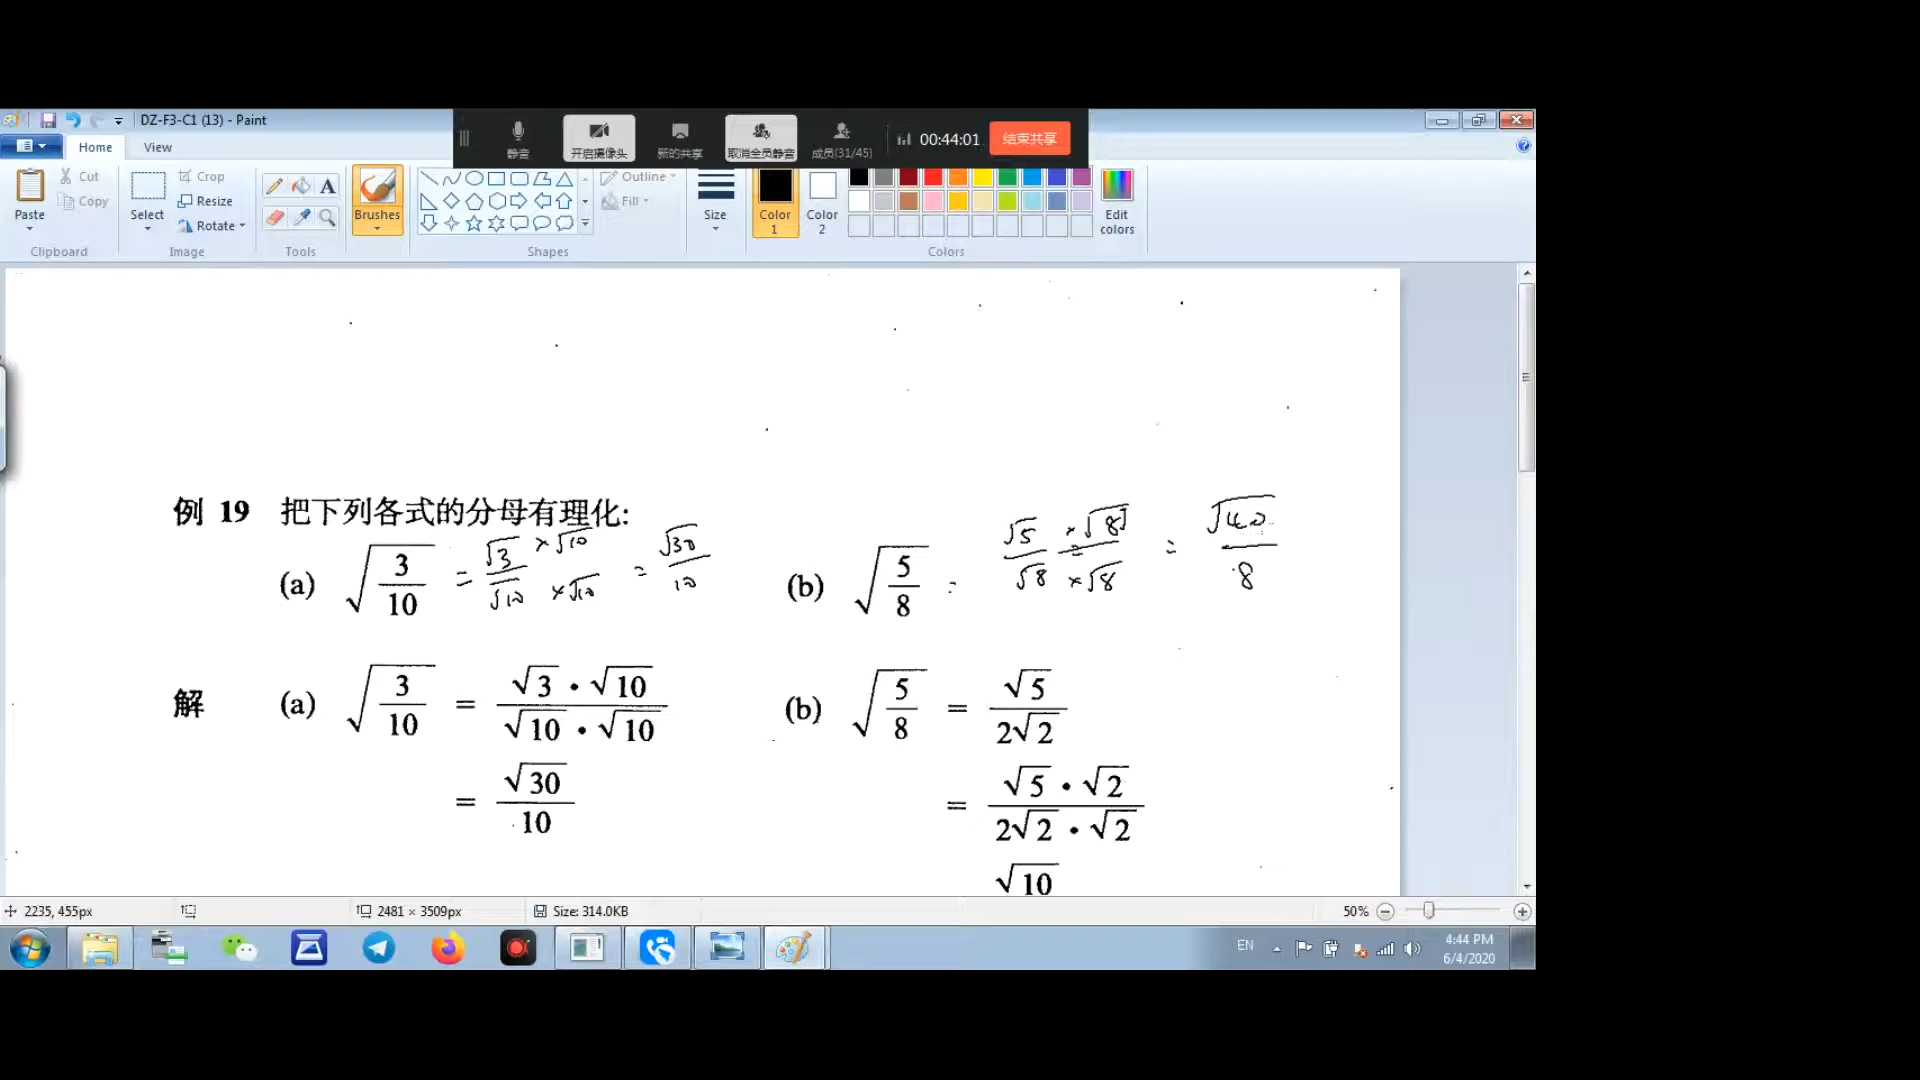 DZ-F3-C1 (13) - Paint
Home View
静音 开启摄像头 新的共享 取消全员静音 成员(31/45) 00:44:01 结束共享
Paste Cut Copy Clipboard
Select Crop Resize Rotate Image
Tools
Brushes
Outline Fill Shapes
Size
Color 1 Color 2 Edit colors Colors
例 19 把下列各式的分母有理化:
(a) √(3/10) = √3/√10 ×√10 ×√10 = √30/10 (b) √(5/8) = √5/√8 ×√8 ×√8 = √40/8
解 (a) √(3/10) = √3 · √10 / √10 · √10 (b) √(5/8) = √5 / 2√2
= √30 / 10 = √5 · √2 / 2√2 · √2
√10
2235, 455px 2481 × 3509px Size: 314.0KB 50%
EN 4:44 PM
6/4/2020